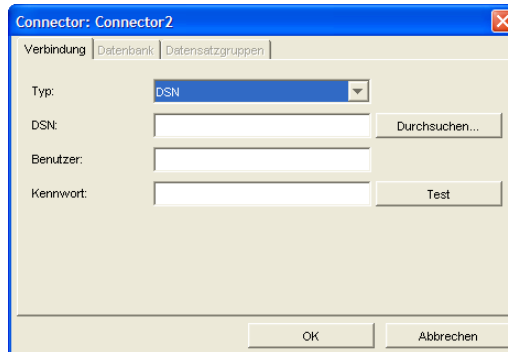 Connector: Connector2
Verbindung Datenbank Datensatzgruppen
Typ: DSN
DSN: Durchsuchen...
Benutzer:
Kennwort: Test
OK Abbrechen